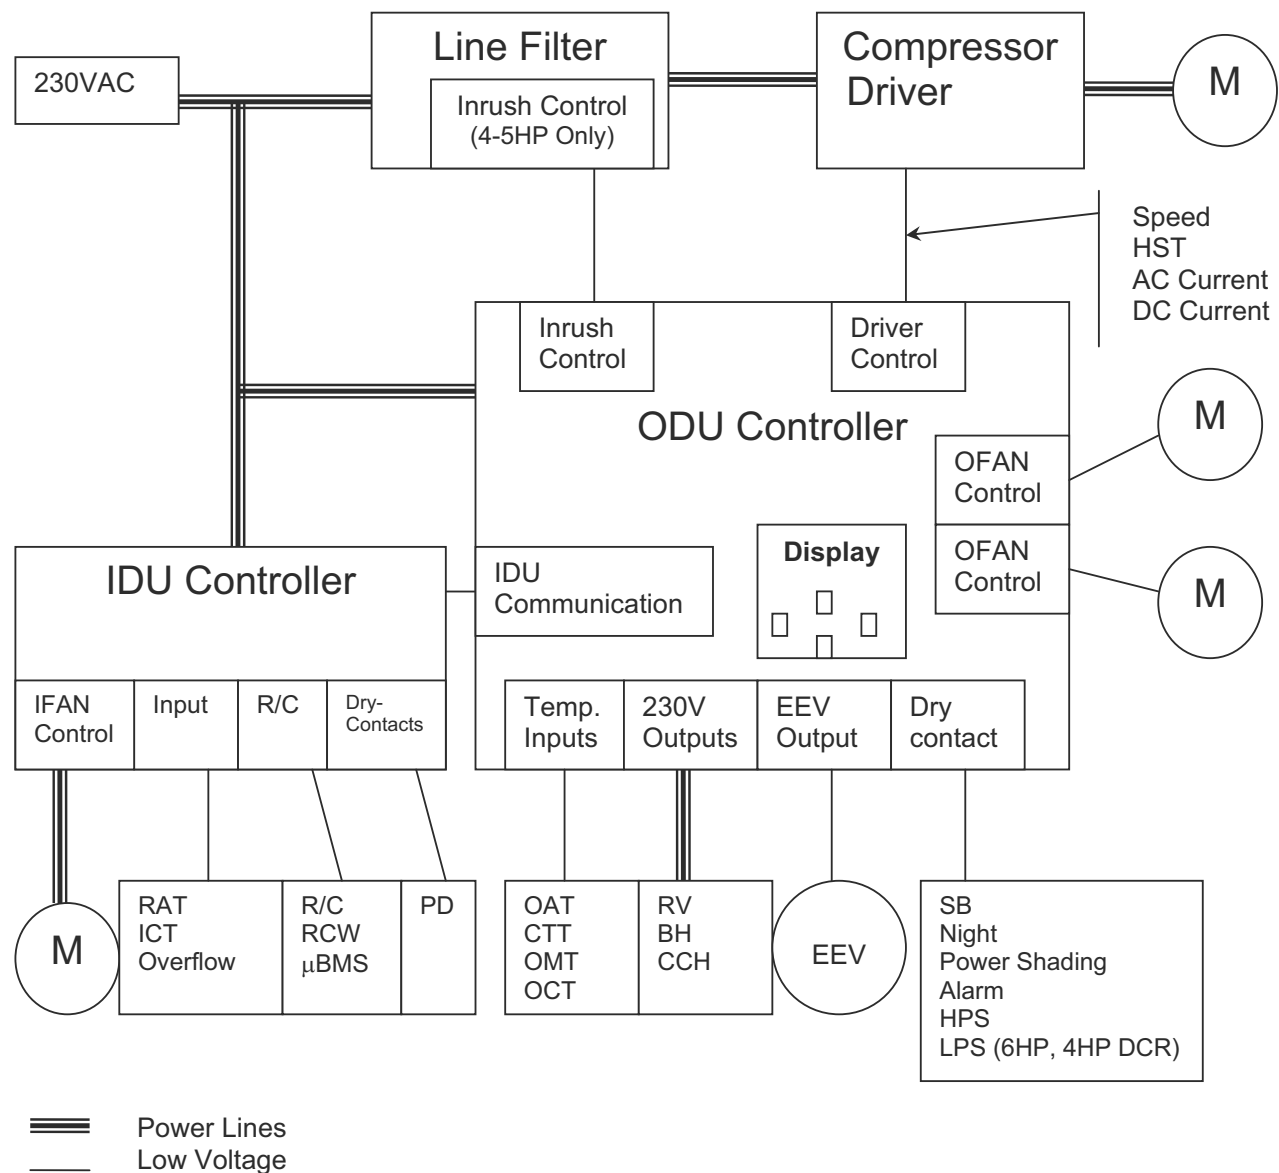 230VAC
Line Filter
Inrush Control
(4-5HP Only)
Compressor
Driver
M
Speed
HST
AC Current
DC Current
Inrush
Control
Driver
Control
ODU Controller
OFAN
Control
M
OFAN
Control
M
Display
IDU
Communication
IDU Controller
IFAN
Control
Input
R/C
Dry-
Contacts
Temp.
Inputs
230V
Outputs
EEV
Output
Dry
contact
M
RAT
ICT
Overflow
R/C
RCW
μBMS
PD
OAT
CTT
OMT
OCT
RV
BH
CCH
EEV
SB
Night
Power Shading
Alarm
HPS
LPS (6HP, 4HP DCR)
Power Lines
Low Voltage